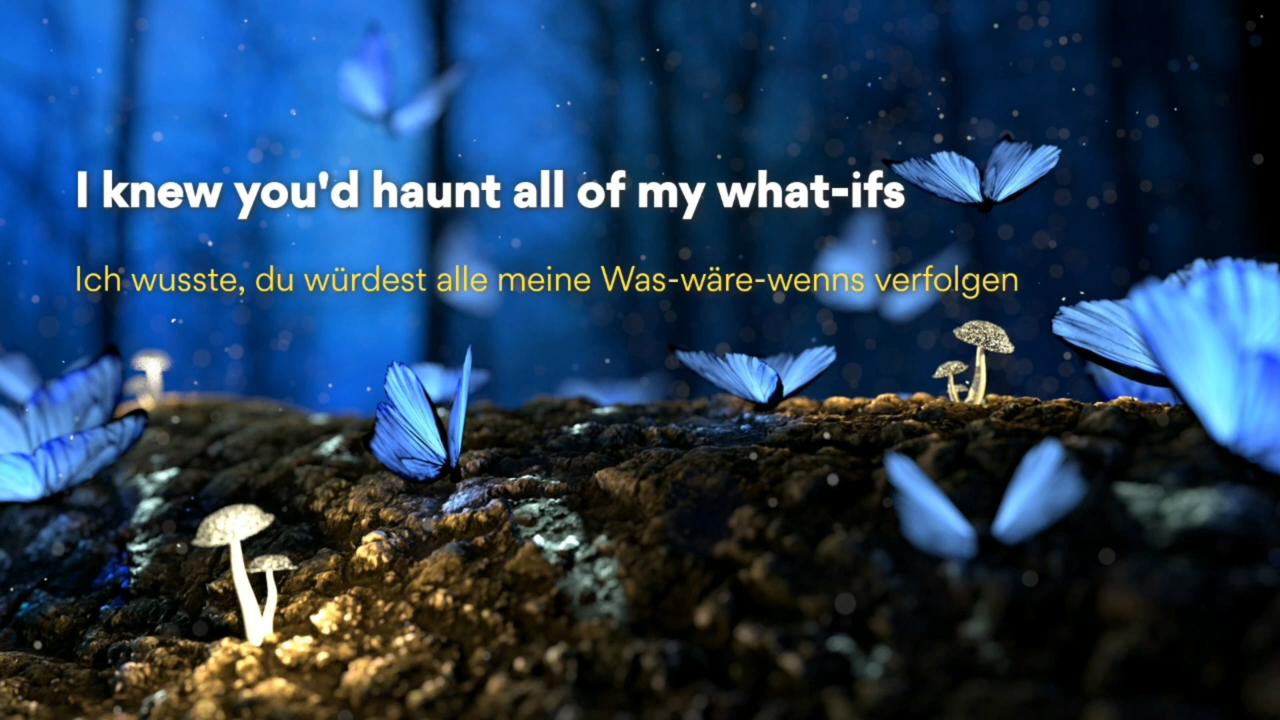 I knew you'd haunt all of my what-ifs
Ich wusste, du würdest alle meine Was-wäre-wenns verfolgen